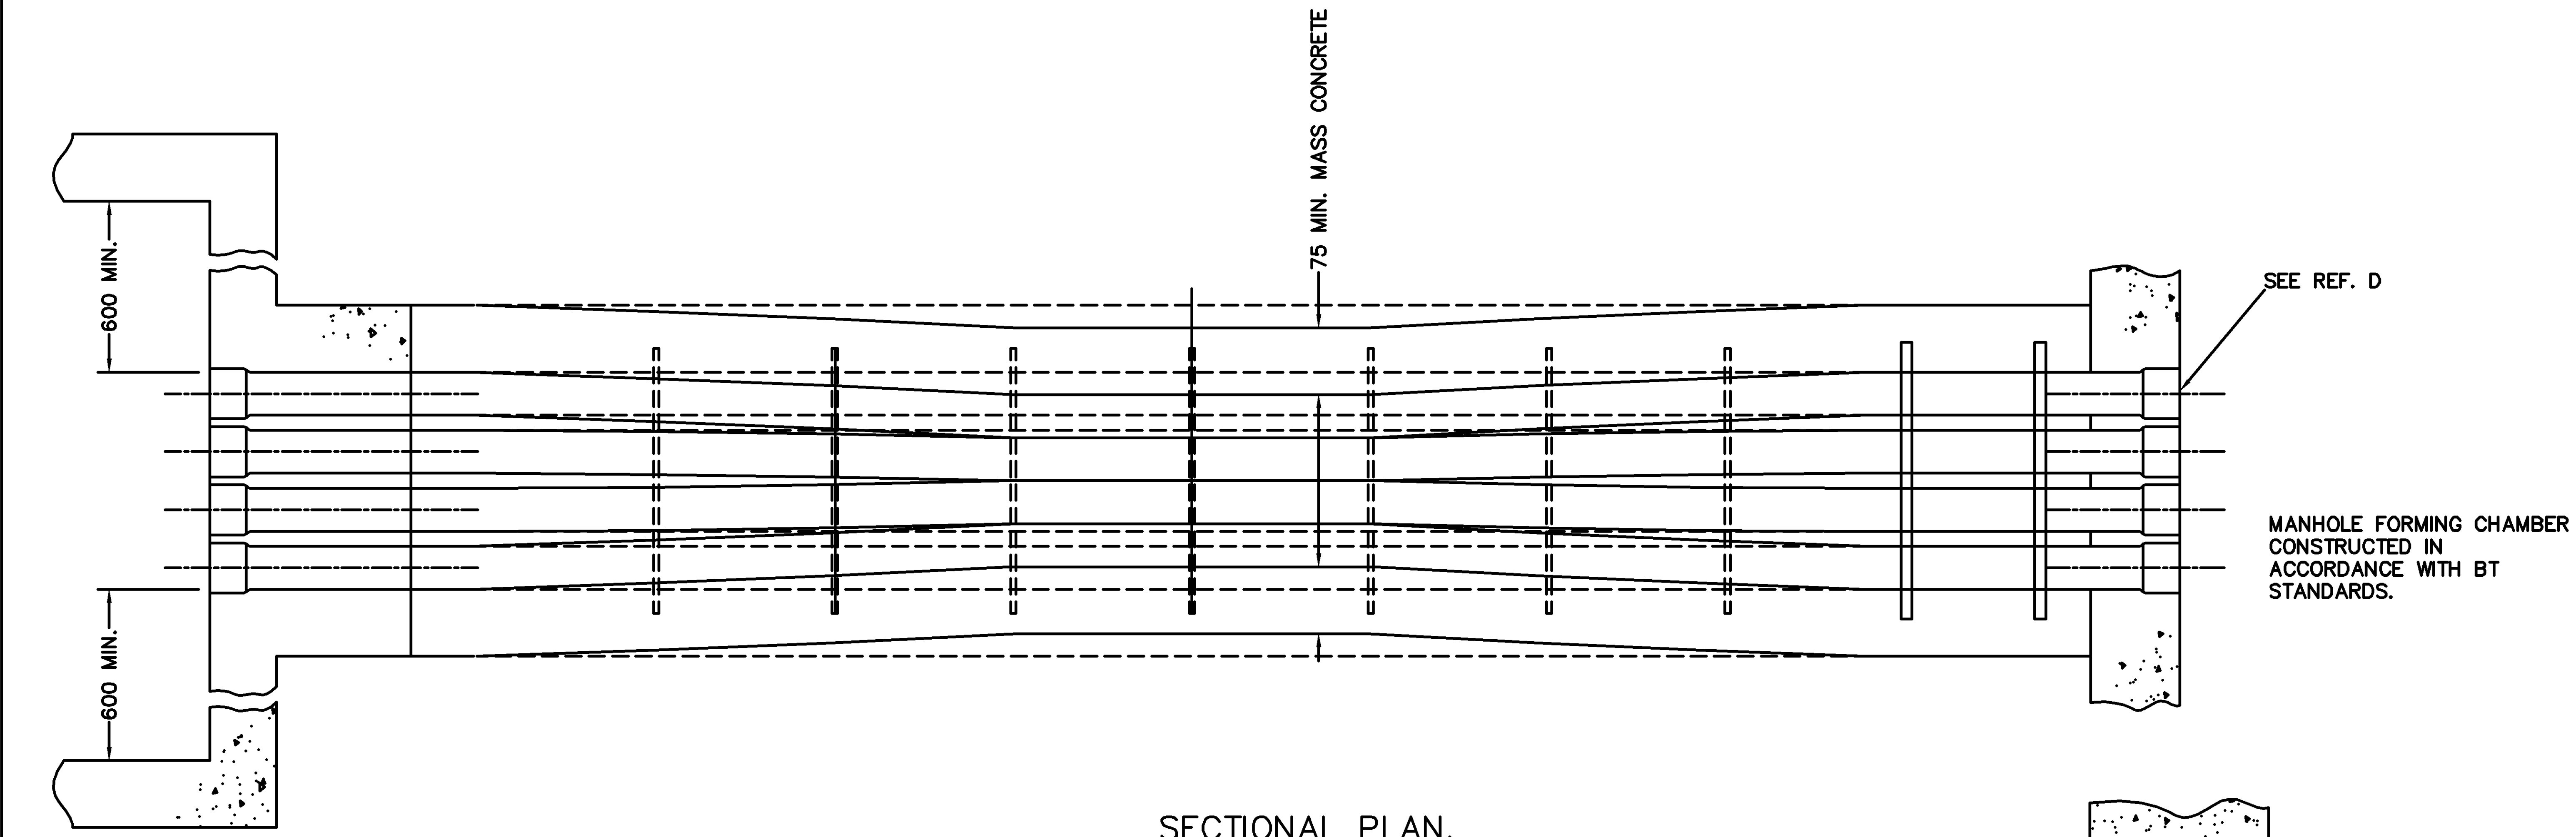 75 MIN. MASS CONCRETE
600 MIN.
SEE REF. D
MANHOLE FORMING CHAMBER
CONSTRUCTED IN
ACCORDANCE WITH BT
STANDARDS.
600 MIN.
SECTIONAL PLAN.